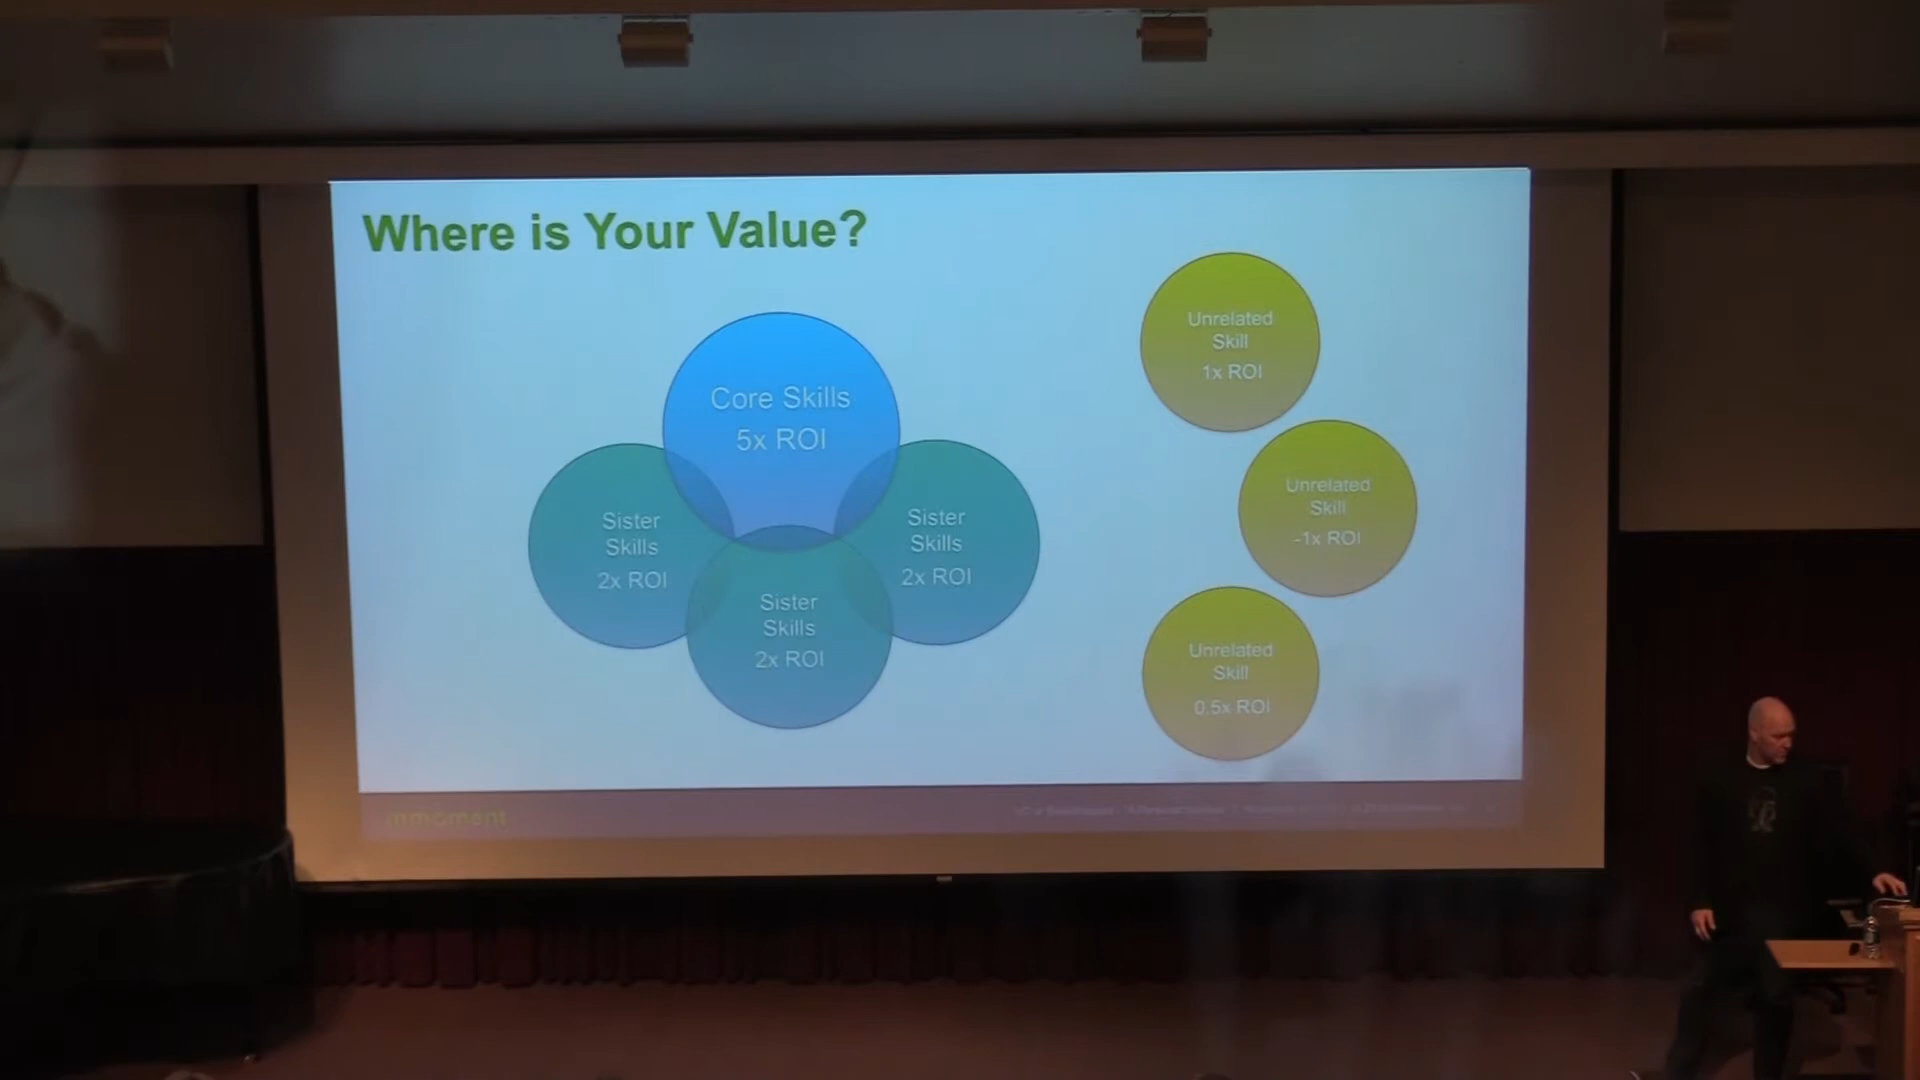 Where is Your Value?
Core Skills
5x ROI
Sister
Skills
2x ROI
Sister
Skills
2x ROI
Sister
Skills
2x ROI
Unrelated
Skill
1x ROI
Unrelated
Skill
-1x ROI
Unrelated
Skill
0.5x ROI
inmoment